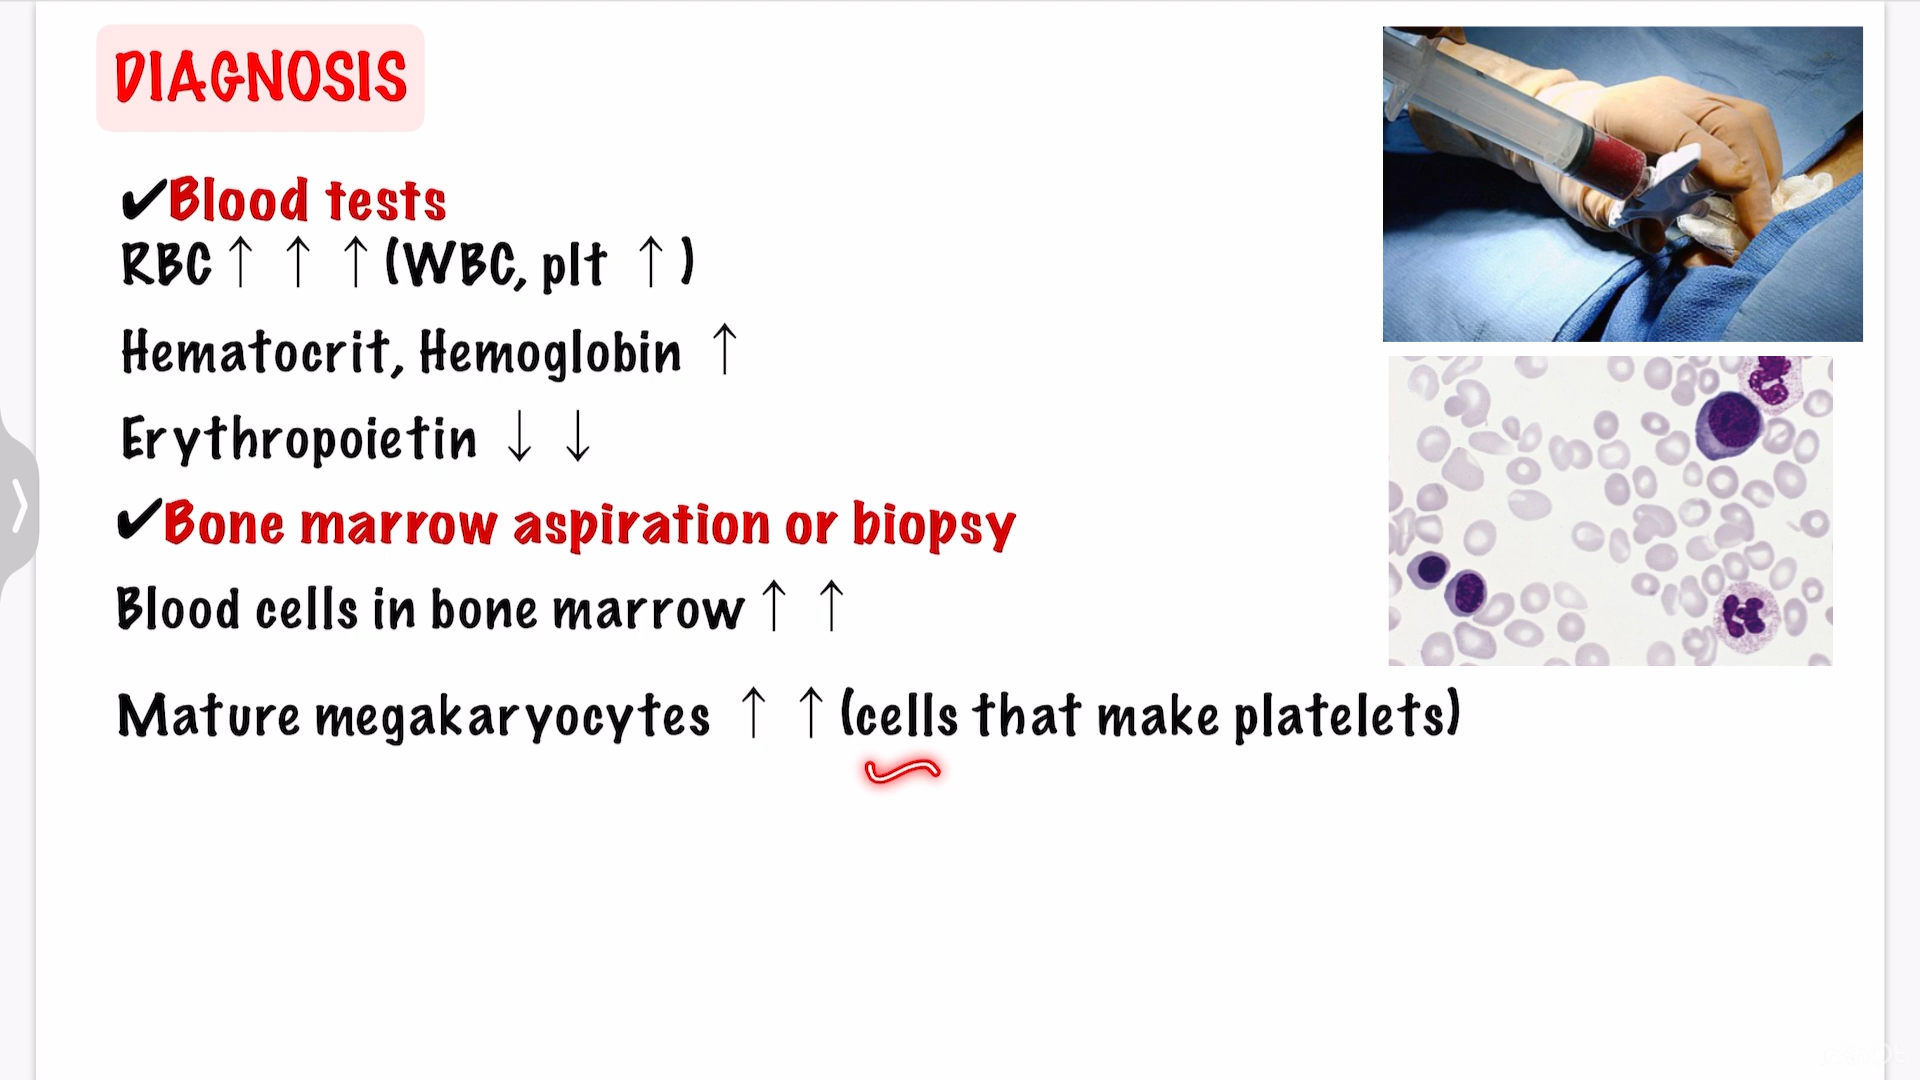 DIAGNOSIS
✔Blood tests
RBC ↑ ↑ ↑ (WBC, plt ↑ )
Hematocrit, Hemoglobin ↑
Erythropoietin ↓ ↓
✔Bone marrow aspiration or biopsy
Blood cells in bone marrow ↑ ↑
Mature megakaryocytes ↑ ↑ (cells that make platelets)